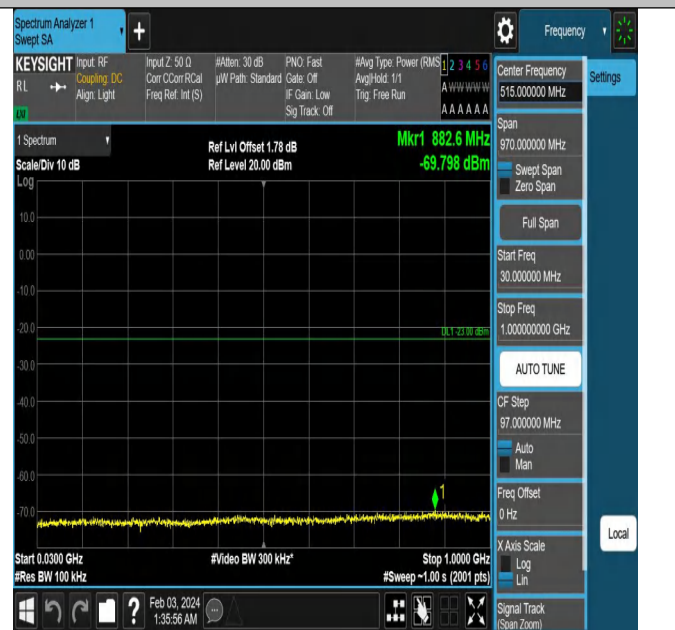 Spectrum Analyzer 1
Swept SA
+
Frequency
KEYSIGHT
RL
Input: RF
Coupling: DC
Align: Light
Input Z: 50 Ω
Corr CCorr RCal
Freq Ref: Int (S)
#Atten: 30 dB
µW Path: Standard
PNO: Fast
Gate: Off
IF Gain: Low
Sig Track: Off
#Avg Type: Power (RMS
Avg|Hold: 1/1
Trig: Free Run
1 2 3 4 5 6
A W W W W W
A A A A A A
LXI
1 Spectrum
Scale/Div 10 dB
Log
Ref Lvl Offset 1.78 dB
Ref Level 20.00 dBm
Mkr1 882.6 MHz
-69.798 dBm
10.0
0.00
-10.0
-20.0
DL1 -23.00 dBm
-30.0
-40.0
-50.0
-60.0
1
-70.0
Start 0.0300 GHz
#Res BW 100 kHz
#Video BW 300 kHz*
Stop 1.0000 GHz
#Sweep ~1.00 s (2001 pts)
?
Feb 03, 2024
1:35:56 AM
Center Frequency
515.000000 MHz
Settings
Span
970.000000 MHz
Swept Span
Zero Span
Full Span
Start Freq
30.000000 MHz
Stop Freq
1.000000000 GHz
AUTO TUNE
CF Step
97.000000 MHz
Auto
Man
Freq Offset
0 Hz
Local
X Axis Scale
Log
Lin
Signal Track
(Span Zoom)